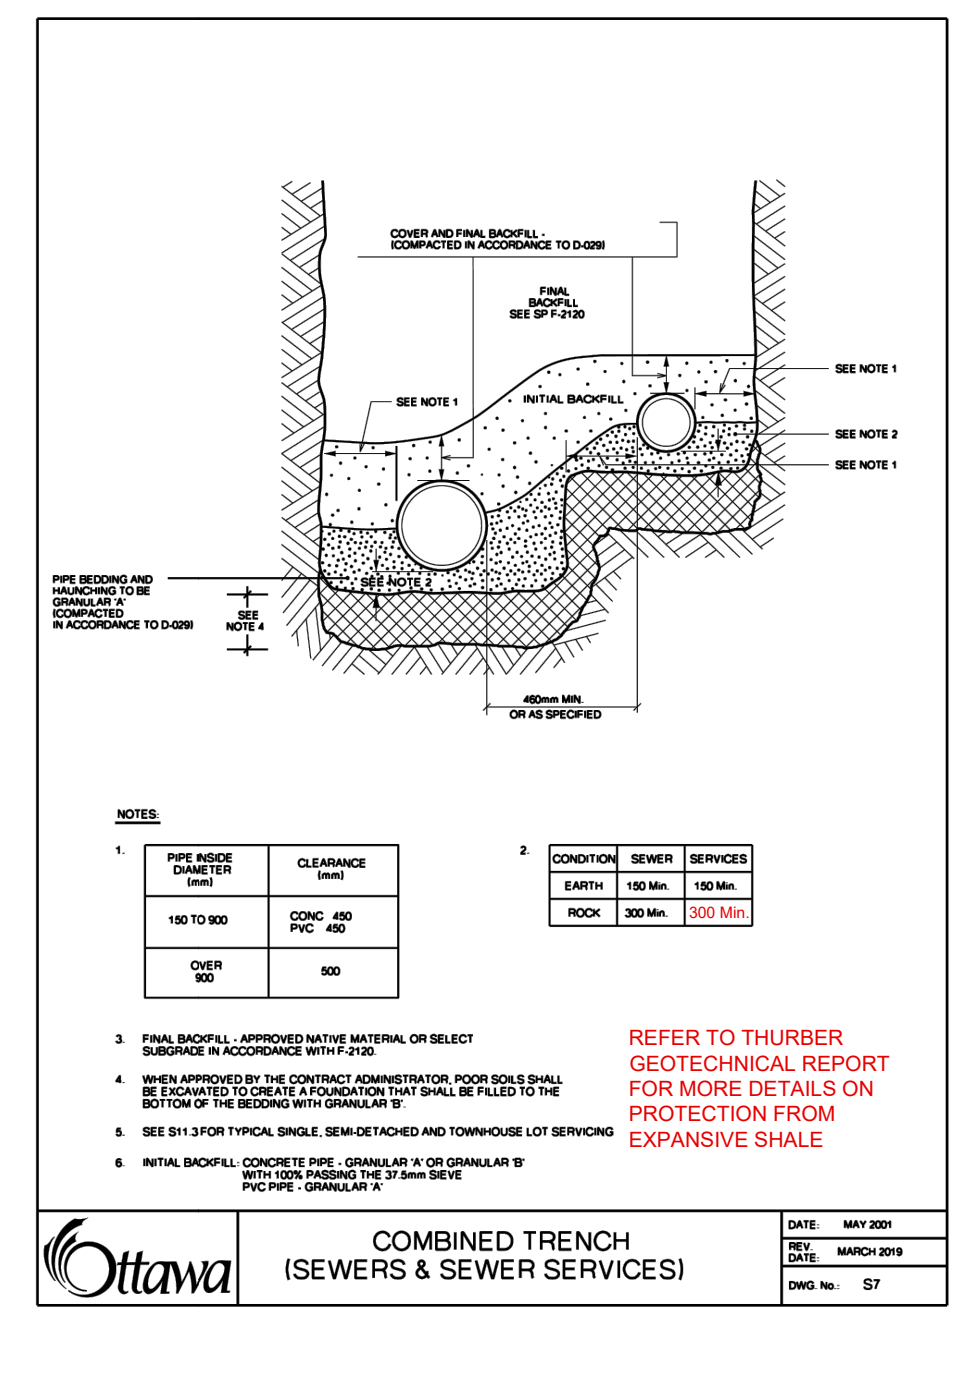 COVER AND FINAL BACKFILL -
(COMPACTED IN ACCORDANCE TO D-029)
FINAL
BACKFILL
SEE SP F-2120
SEE NOTE 1
INITIAL BACKFILL
SEE NOTE 1
SEE NOTE 2
SEE NOTE 1
PIPE BEDDING AND
HAUNCHING TO BE
GRANULAR 'A'
(COMPACTED
IN ACCORDANCE TO D-029)
SEE NOTE 2
SEE
NOTE 4
460mm MIN.
OR AS SPECIFIED
NOTES:
1.
PIPE INSIDE
DIAMETER
(mm)
CLEARANCE
(mm)
150 TO 900
CONC 450
PVC 450
OVER
900
500
2.
CONDITION SEWER SERVICES
EARTH 150 Min. 150 Min.
ROCK 300 Min. 300 Min.
3. FINAL BACKFILL - APPROVED NATIVE MATERIAL OR SELECT
SUBGRADE IN ACCORDANCE WITH F-2120.
4. WHEN APPROVED BY THE CONTRACT ADMINISTRATOR, POOR SOILS SHALL
BE EXCAVATED TO CREATE A FOUNDATION THAT SHALL BE FILLED TO THE
BOTTOM OF THE BEDDING WITH GRANULAR 'B'.
5. SEE S11.3 FOR TYPICAL SINGLE, SEMI-DETACHED AND TOWNHOUSE LOT SERVICING
6. INITIAL BACKFILL: CONCRETE PIPE - GRANULAR 'A' OR GRANULAR 'B'
WITH 100% PASSING THE 37.5mm SIEVE
PVC PIPE - GRANULAR 'A'
REFER TO THURBER
GEOTECHNICAL REPORT
FOR MORE DETAILS ON
PROTECTION FROM
EXPANSIVE SHALE
Ottawa
COMBINED TRENCH
(SEWERS & SEWER SERVICES)
DATE: MAY 2001
REV.
DATE: MARCH 2019
DWG. No.: S7